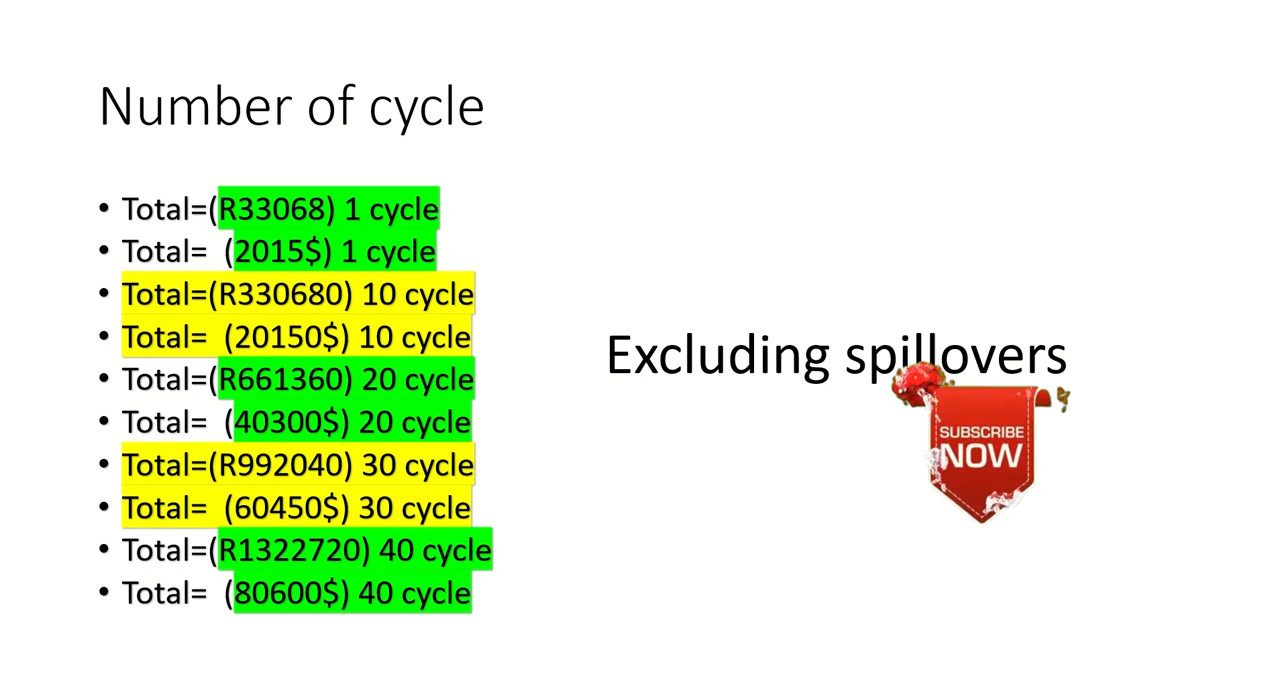 Number of cycle
• Total=(R33068) 1 cycle
• Total=  (2015$) 1 cycle
• Total=(R330680) 10 cycle
• Total=  (20150$) 10 cycle
• Total=(R661360) 20 cycle
• Total=  (40300$) 20 cycle
• Total=(R992040) 30 cycle
• Total=  (60450$) 30 cycle
• Total=(R1322720) 40 cycle
• Total=  (80600$) 40 cycle
Excluding spillovers
SUBSCRIBE
NOW